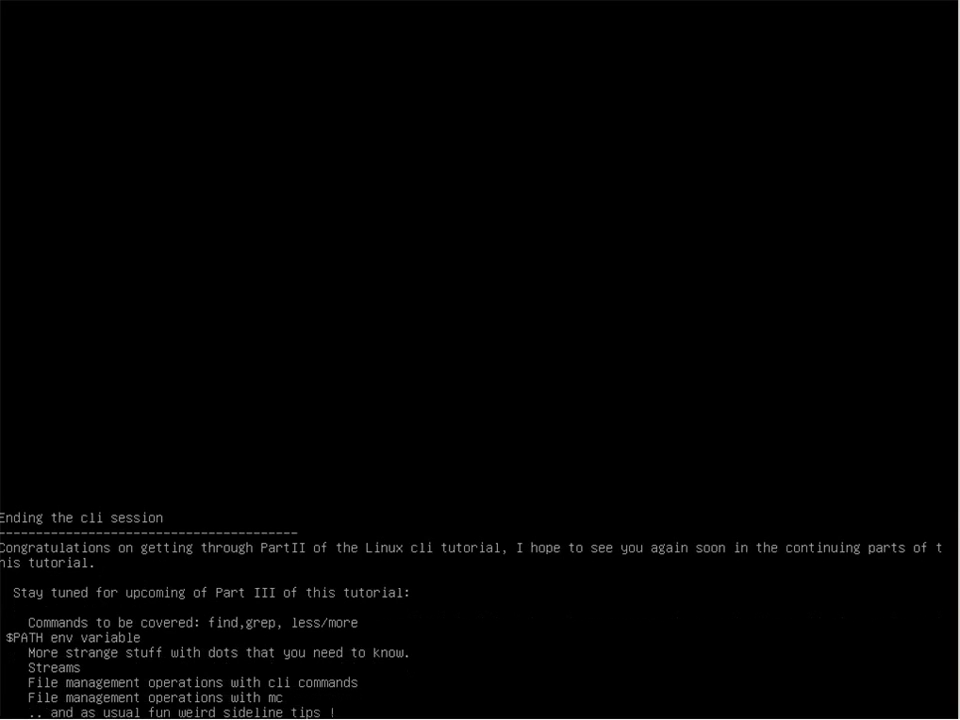 Ending the cli session
----------------------------------------
Congratulations on getting through PartII of the Linux cli tutorial, I hope to see you again soon in the continuing parts of t
his tutorial.
Stay tuned for upcoming of Part III of this tutorial:
Commands to be covered: find,grep, less/more
$PATH env variable
More strange stuff with dots that you need to know.
Streams
File management operations with cli commands
File management operations with mc
.. and as usual fun weird sideline tips !